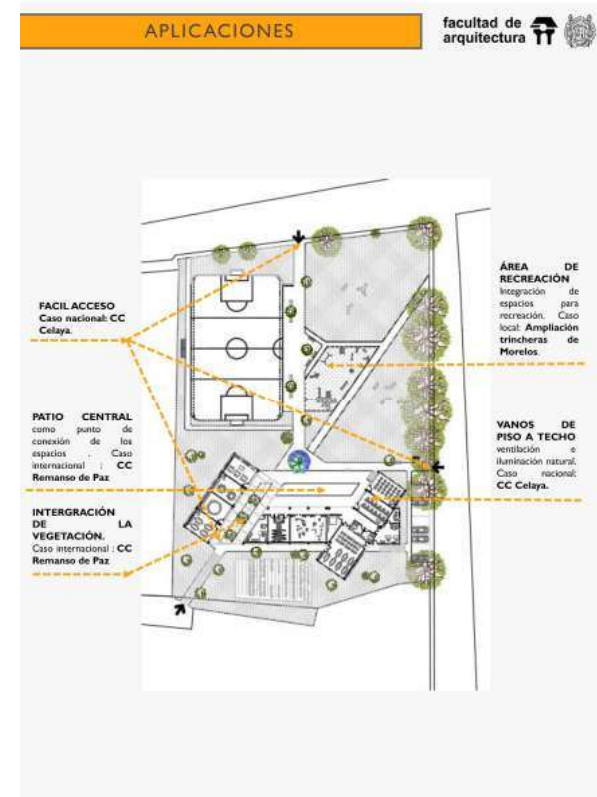 APLICACIONES
facultad de
arquitectura
FACIL ACCESO
Caso nacional: CC
Celaya.
PATIO CENTRAL
como punto de
conexión de los
espacios . Caso
internacional : CC
Remanso de Paz
INTERGRACIÓN
DE LA
VEGETACIÓN.
Caso internacional : CC
Remanso de Paz
ÁREA DE
RECREACIÓN
Integración de
espacios para
recreación. Caso
local: Ampliación
trincheras de
Morelos.
VANOS DE
PISO A TECHO
ventilación e
iluminación natural.
Caso nacional:
CC Celaya.